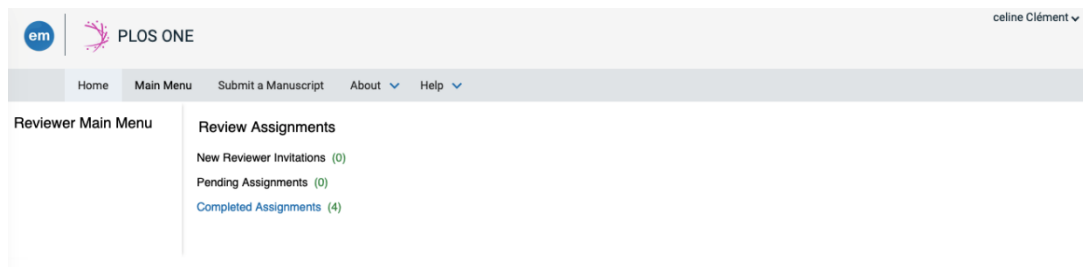 celine Clément
em PLOS ONE
Home Main Menu Submit a Manuscript About Help
Reviewer Main Menu
Review Assignments
New Reviewer Invitations (0)
Pending Assignments (0)
Completed Assignments (4)